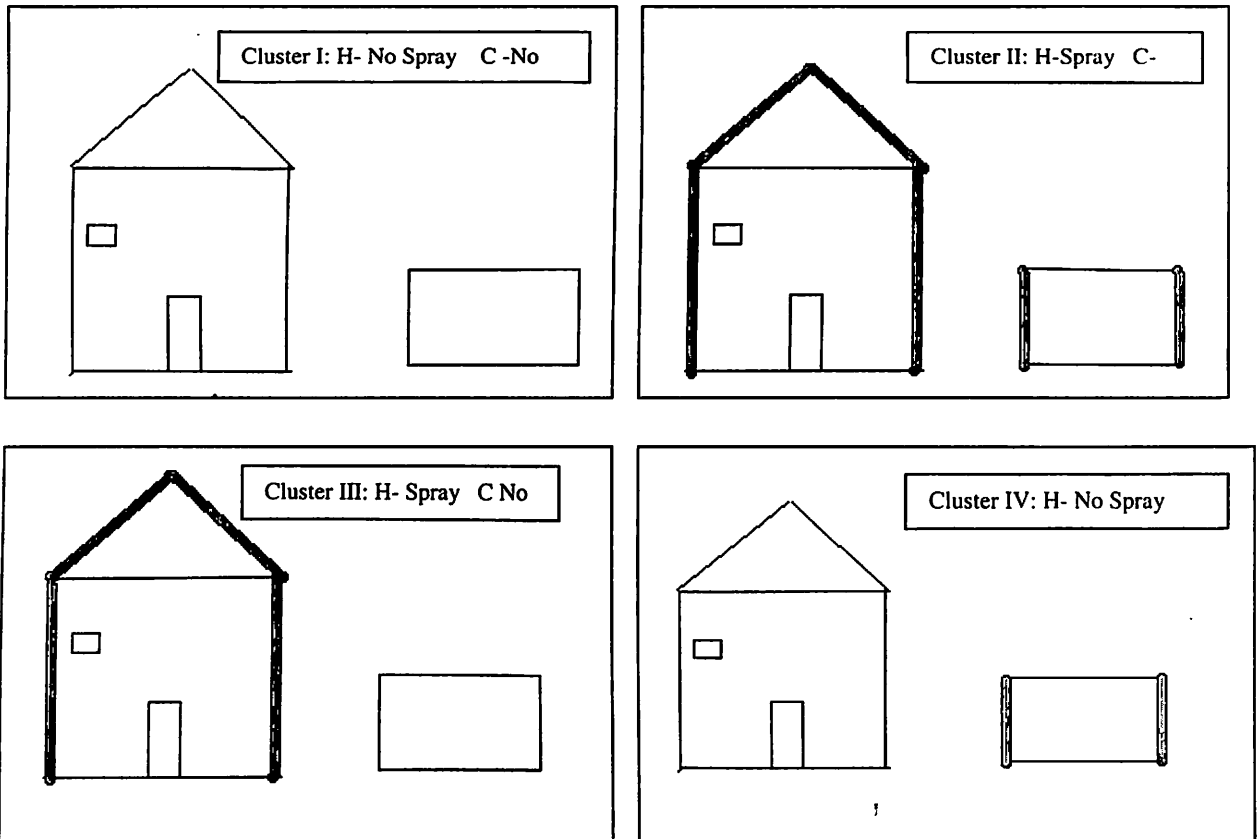 Cluster I: H- No Spray C -No
Cluster II: H-Spray C-
Cluster III: H- Spray C No
Cluster IV: H- No Spray